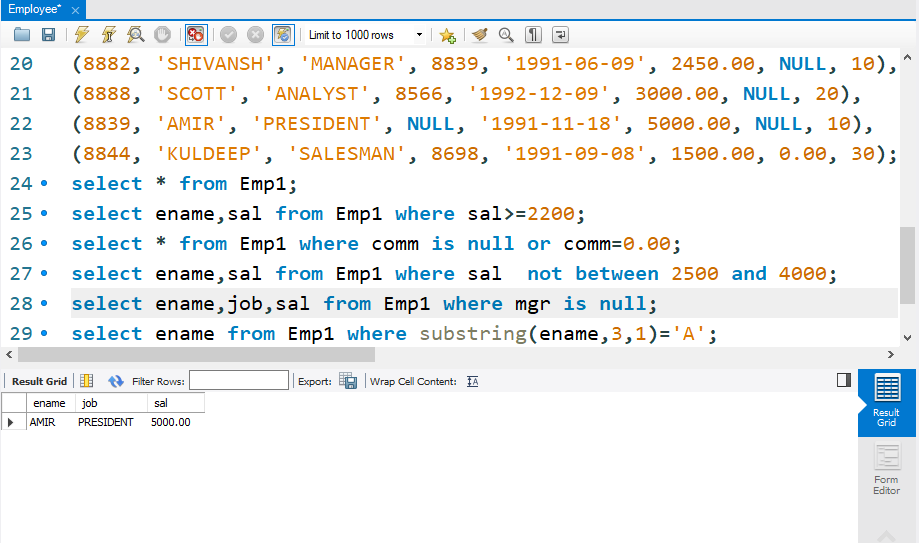 Employee*
Limit to 1000 rows
20 (8882, 'SHIVANSH', 'MANAGER', 8839, '1991-06-09', 2450.00, NULL, 10),
21 (8888, 'SCOTT', 'ANALYST', 8566, '1992-12-09', 3000.00, NULL, 20),
22 (8839, 'AMIR', 'PRESIDENT', NULL, '1991-11-18', 5000.00, NULL, 10),
23 (8844, 'KULDEEP', 'SALESMAN', 8698, '1991-09-08', 1500.00, 0.00, 30);
24 select * from Emp1;
25 select ename,sal from Emp1 where sal>=2200;
26 select * from Emp1 where comm is null or comm=0.00;
27 select ename,sal from Emp1 where sal  not between 2500 and 4000;
28 select ename,job,sal from Emp1 where mgr is null;
29 select ename from Emp1 where substring(ename,3,1)='A';
Result Grid Filter Rows: Export: Wrap Cell Content:
ename job sal
AMIR PRESIDENT 5000.00
Result
Grid
Form
Editor